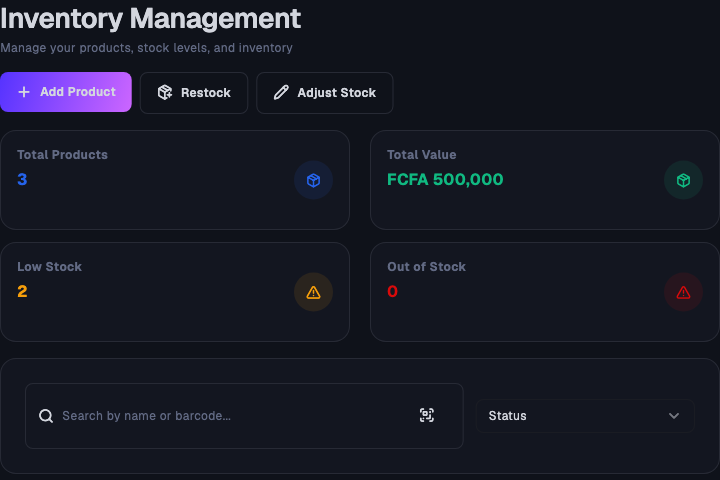 Inventory Management
Manage your products, stock levels, and inventory
Add Product
Restock
Adjust Stock
Total Products
3
Total Value
FCFA 500,000
Low Stock
2
Out of Stock
0
Search by name or barcode...
Status